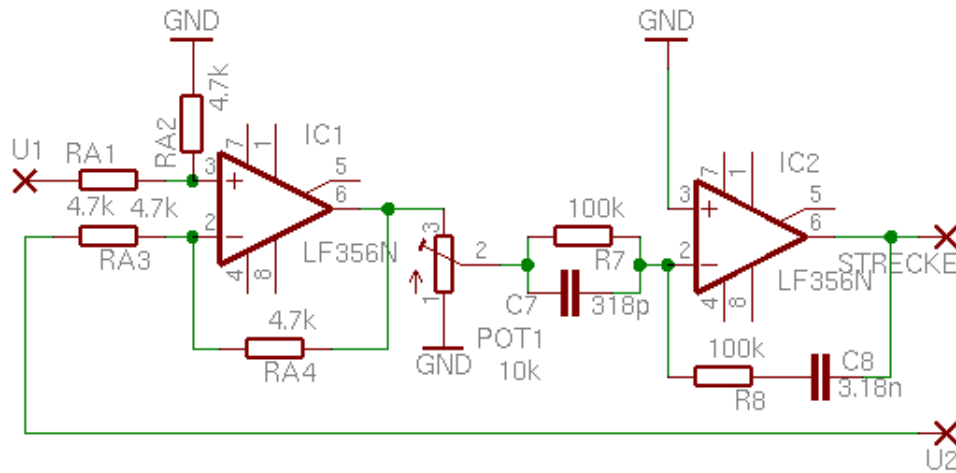 GND
GND
4.7k
RA2
U1
RA1
4.7k
4.7k
3
7
1
IC1
5
6
+
2
−
4
8
LF356N
RA3
4.7k
RA4
3
2
1
GND
POT1
10k
100k
R7
C7
318p
3
7
1
IC2
5
6
+
2
−
4
8
LF356N
STRECKE
100k
R8
C8
3.18n
U2